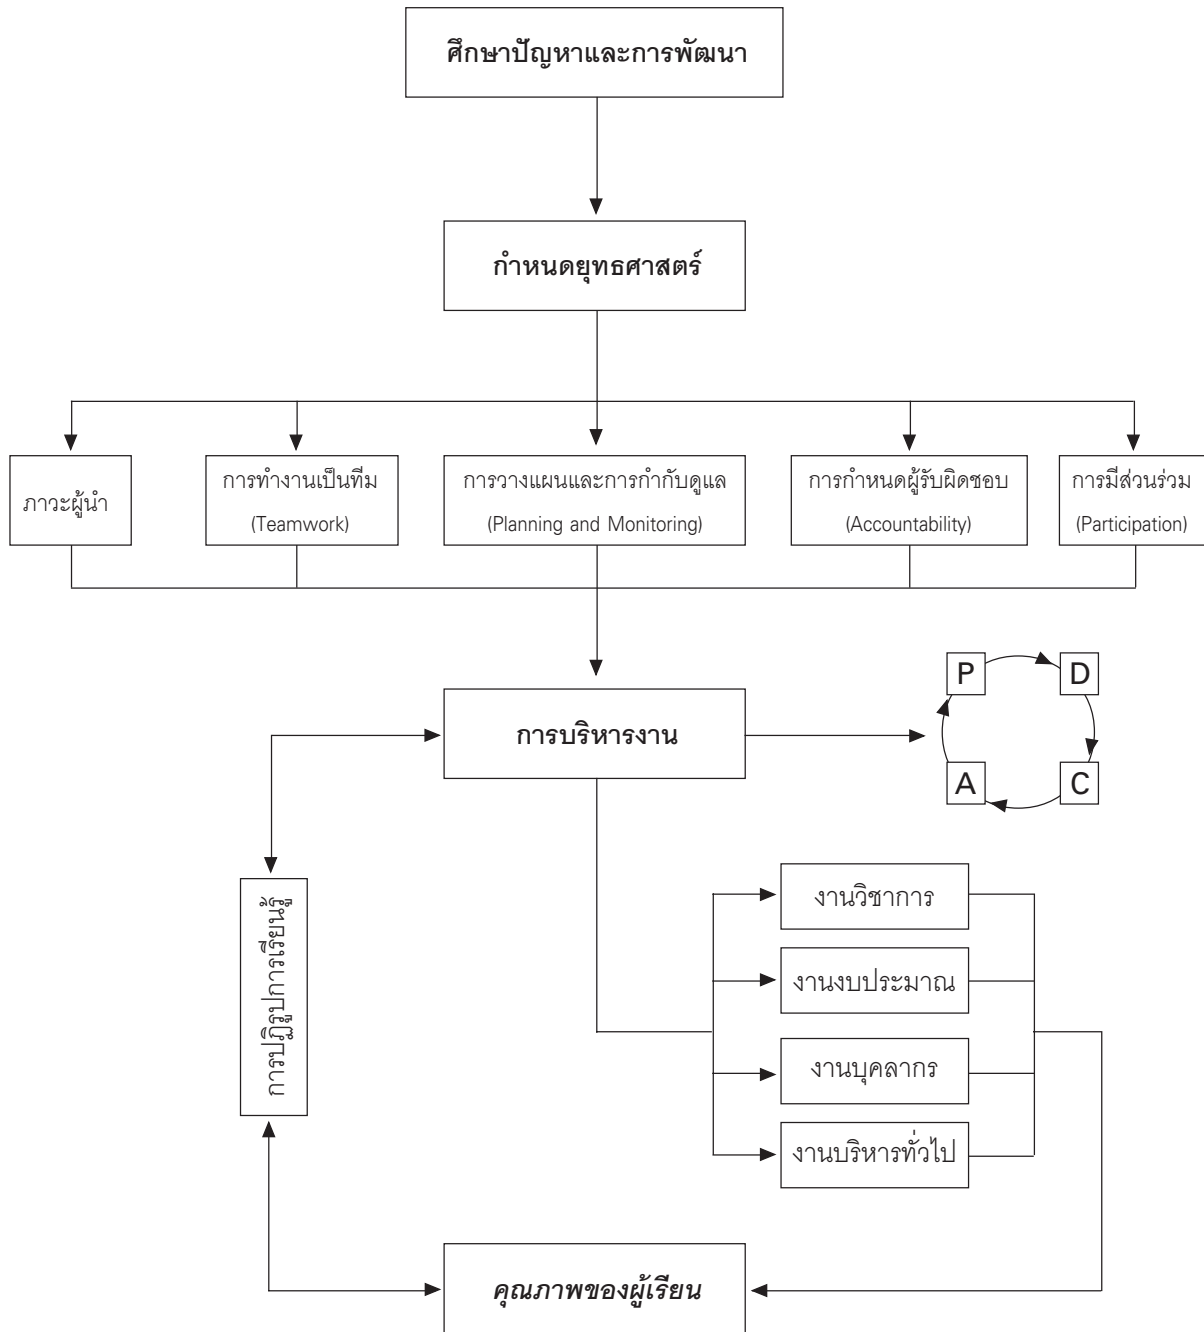 ศึกษาปัญหาและการพัฒนา
กำหนดยุทธศาสตร์
ภาวะผู้นำ
การทำงานเป็นทีม
(Teamwork)
การวางแผนและการกำกับดูแล
(Planning and Monitoring)
การกำหนดผู้รับผิดชอบ
(Accountability)
การมีส่วนร่วม
(Participation)
การบริหารงาน
P
D
A
C
การปฏิรูปการเรียนรู้
งานวิชาการ
งานงบประมาณ
งานบุคลากร
งานบริหารทั่วไป
คุณภาพของผู้เรียน